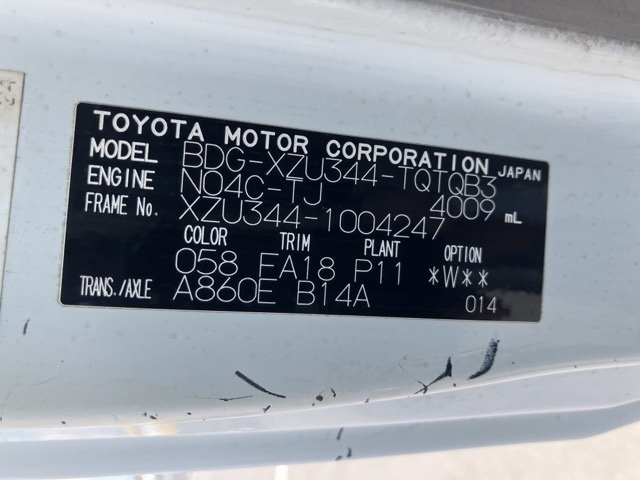 TOYOTA MOTOR CORPORATION JAPAN
MODEL BDG-XZU344-TQTQB3
ENGINE N04C-TJ 4009 mL
FRAME No. XZU344-1004247
COLOR TRIM PLANT OPTION
058 FA18 P11 *W**
TRANS./AXLE A860E B14A 014